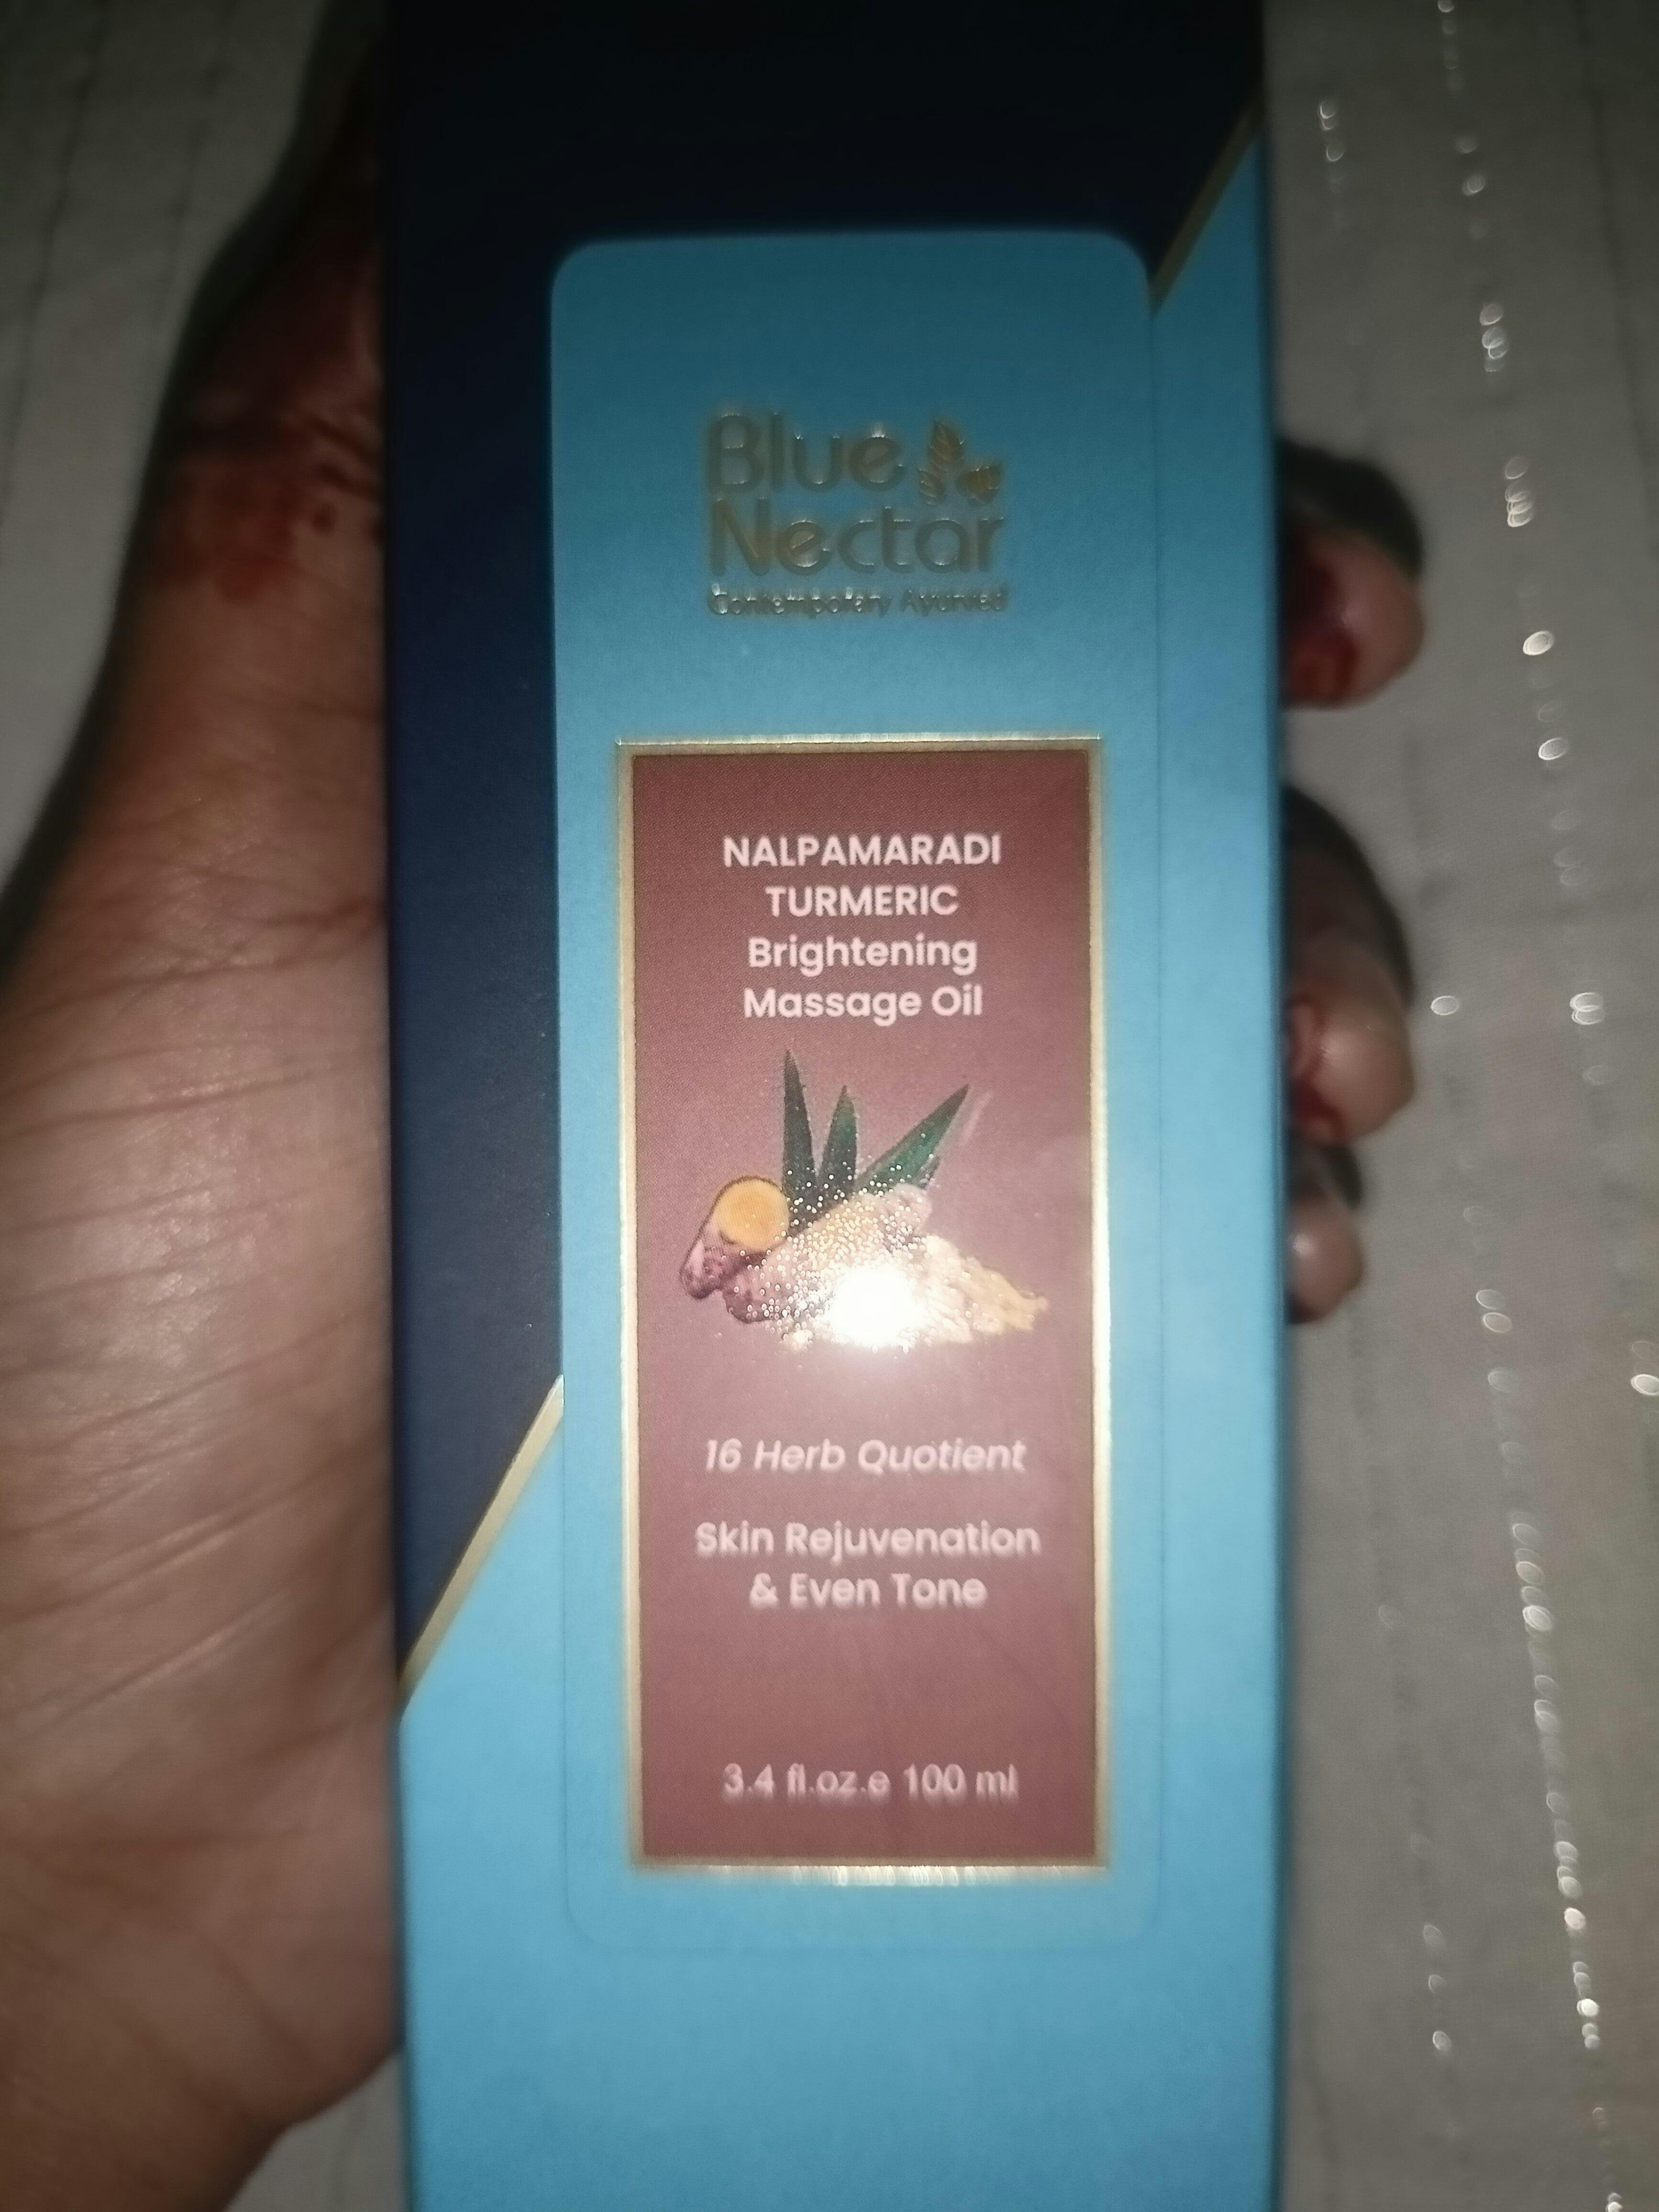 Blue
Nectar
Contemporary Ayurved
NALPAMARADI
TURMERIC
Brightening
Massage Oil
16 Herb Quotient
Skin Rejuvenation
& Even Tone
3.4 fl.oz.e 100 ml